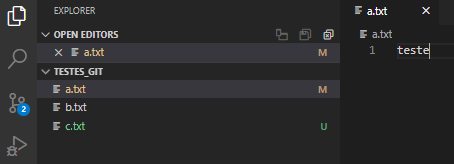 EXPLORER
OPEN EDITORS
a.txt M
TESTES_GIT
a.txt M
b.txt
c.txt U
2
a.txt
a.txt
1 teste